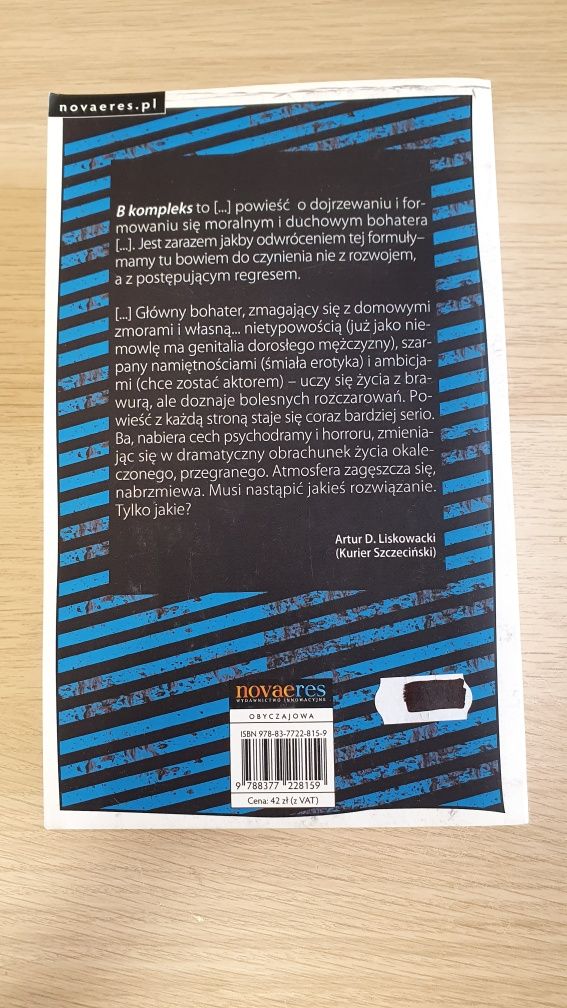 novaeres.pl
B kompleks to [...] powieść o dojrzewaniu i for-
mowaniu się moralnym i duchowym bohatera
[...]. Jest zarazem jakby odwróceniem tej formuły–
mamy tu bowiem do czynienia nie z rozwojem,
a z postępującym regresem.
[...] Główny bohater, zmagający się z domowymi
zmorami i własną... nietypowością (już jako nie-
mowlę ma genitalia dorosłego mężczyzny), szar-
pany namiętnościami (śmiała erotyka) i ambicja-
mi (chce zostać aktorem) – uczy się życia z bra-
wurą, ale doznaje bolesnych rozczarowań. Po-
wieść z każdą stroną staje się coraz bardziej serio.
Ba, nabiera cech psychodramy i horroru, zmienia-
jąc się w dramatyczny obrachunek życia okale-
czonego, przegranego. Atmosfera zagęszcza się,
nabrzmiewa. Musi nastąpić jakieś rozwiązanie.
Tylko jakie?
Artur D. Liskowacki
(Kurier Szczeciński)
novaeres
WYDAWNICTWO INNOWACYJNE
OBYCZAJOWA
ISBN 978-83-7722-815-9
9 788377 228159
Cena: 42 zł (z VAT)